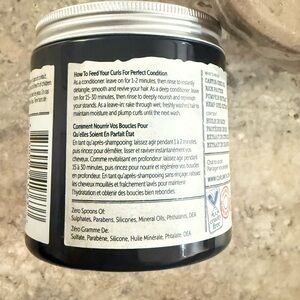 How To Feed Your Curls For Perfect Condition
As a conditioner: leave on for 1-2 minutes, then rinse to instantly
detangle, smooth and revive your hair. As a deep conditioner: leave
on for 15-30 minutes, then rinse to deeply nourish and replenish
your strands. As a leave-in: rake through wet, freshly washed hair to
maintain moisture and plump curls until the next wash.
Comment Nourrir Vos Boucles Pour
Qu'elles Soient En Parfait État
En tant qu'après-shampooing: laissez agir pendant 1 à 2 minutes,
puis rincez pour démêler, lisser et raviver instantanément vos
cheveux. Comme revitalisant en profondeur: laissez agir pendant
15 à 30 minutes, puis rincez pour nourrir et régénérer vos boucles
en profondeur. En tant qu'après-shampooing sans rinçage: ratissez
les cheveux mouillés et fraîchement lavés pour maintenir
l'hydratation et obtenir des boucles bien rebondies.
Zero Spoons Of:
Sulphates, Parabens, Silicones, Mineral Oils, Phthalates, DEA
Zéro Gramme De:
Sulfate, Parabène, Silicone, Huile Minérale, Phtalate, DEA